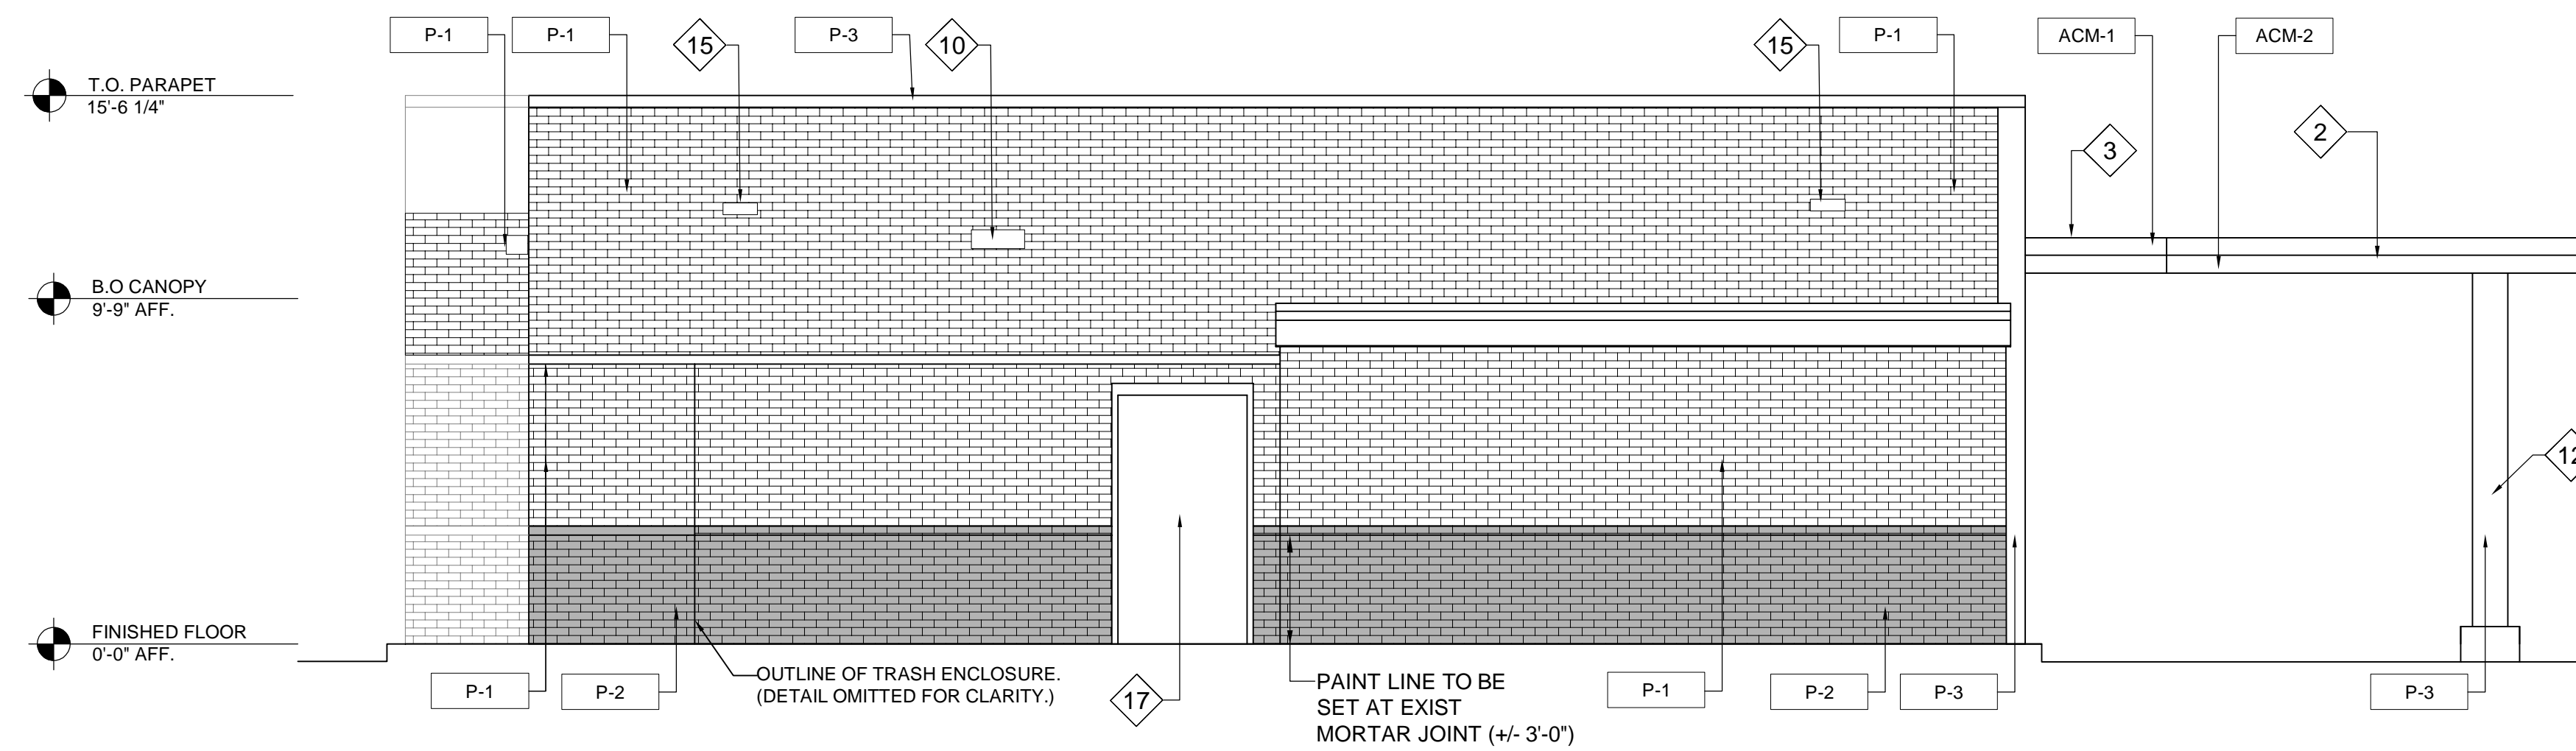 P-1
P-1
15
P-3
10
15
P-1
ACM-1
ACM-2
T.O. PARAPET
15'-6 1/4"
2
3
B.O CANOPY
9'-9" AFF.
12
FINISHED FLOOR
0'-0" AFF.
P-1
P-2
OUTLINE OF TRASH ENCLOSURE.
(DETAIL OMITTED FOR CLARITY.)
17
PAINT LINE TO BE
SET AT EXIST
MORTAR JOINT (+/- 3'-0")
P-1
P-2
P-3
P-3